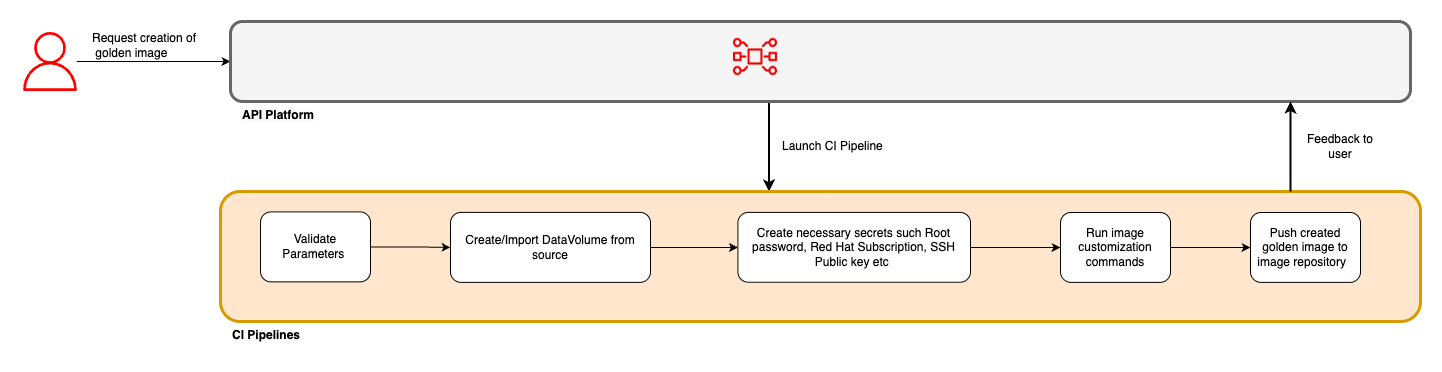 Request creation of
golden image
API Platform
Launch CI Pipeline
Feedback to
user
Validate
Parameters
Create/Import DataVolume from
source
Create necessary secrets such Root
password, Red Hat Subscription, SSH
Public key etc
Run image
customization
commands
Push created
golden image to
image repository
CI Pipelines